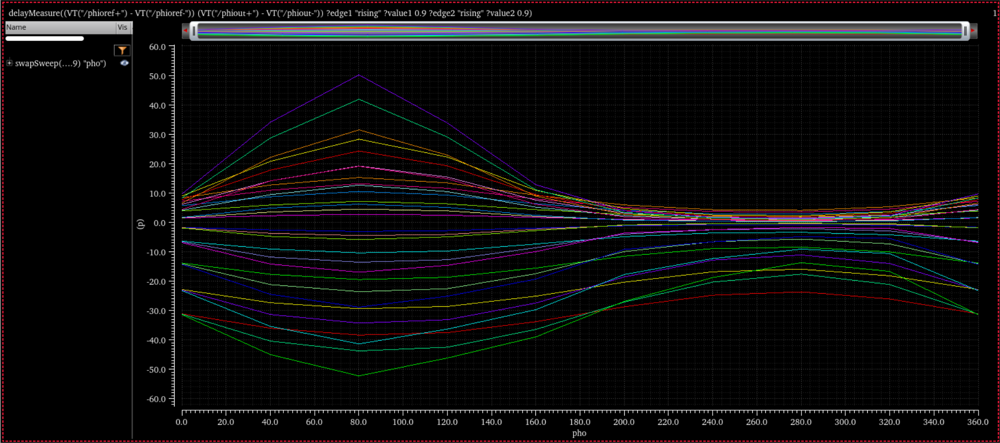 delayMeasure((VT("/phioref+") - VT("/phioref-")) (VT("/phiout+") - VT("/phiout-")) ?edge1 "rising" ?value1 0.9 ?edge2 "rising" ?value2 0.9)
1
Name Vis
swapSweep(....9) "pho")
60.0
50.0
40.0
30.0
20.0
10.0
0.0
-10.0
-20.0
-30.0
-40.0
-50.0
-60.0
(p)
0.0 20.0 40.0 60.0 80.0 100.0 120.0 140.0 160.0 180.0 200.0 220.0 240.0 260.0 280.0 300.0 320.0 340.0 360.0
pho